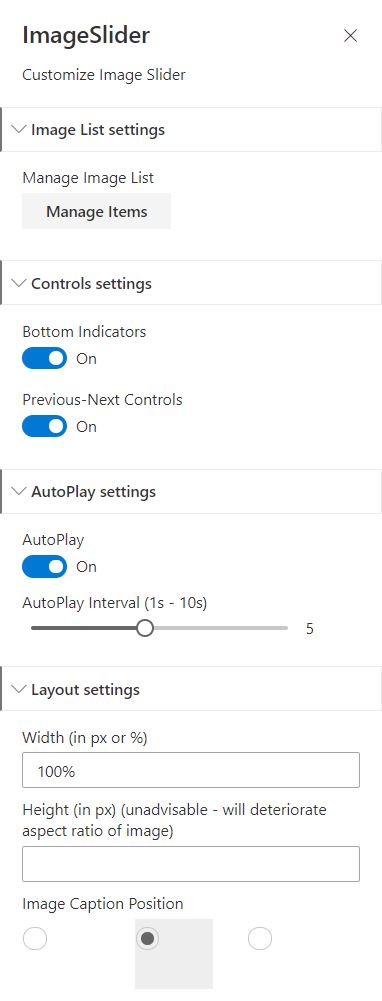 ImageSlider
Customize Image Slider
Image List settings
Manage Image List
Manage Items
Controls settings
Bottom Indicators
On
Previous-Next Controls
On
AutoPlay settings
AutoPlay
On
AutoPlay Interval (1s - 10s)
5
Layout settings
Width (in px or %)
100%
Height (in px) (unadvisable - will deteriorate
aspect ratio of image)
Image Caption Position